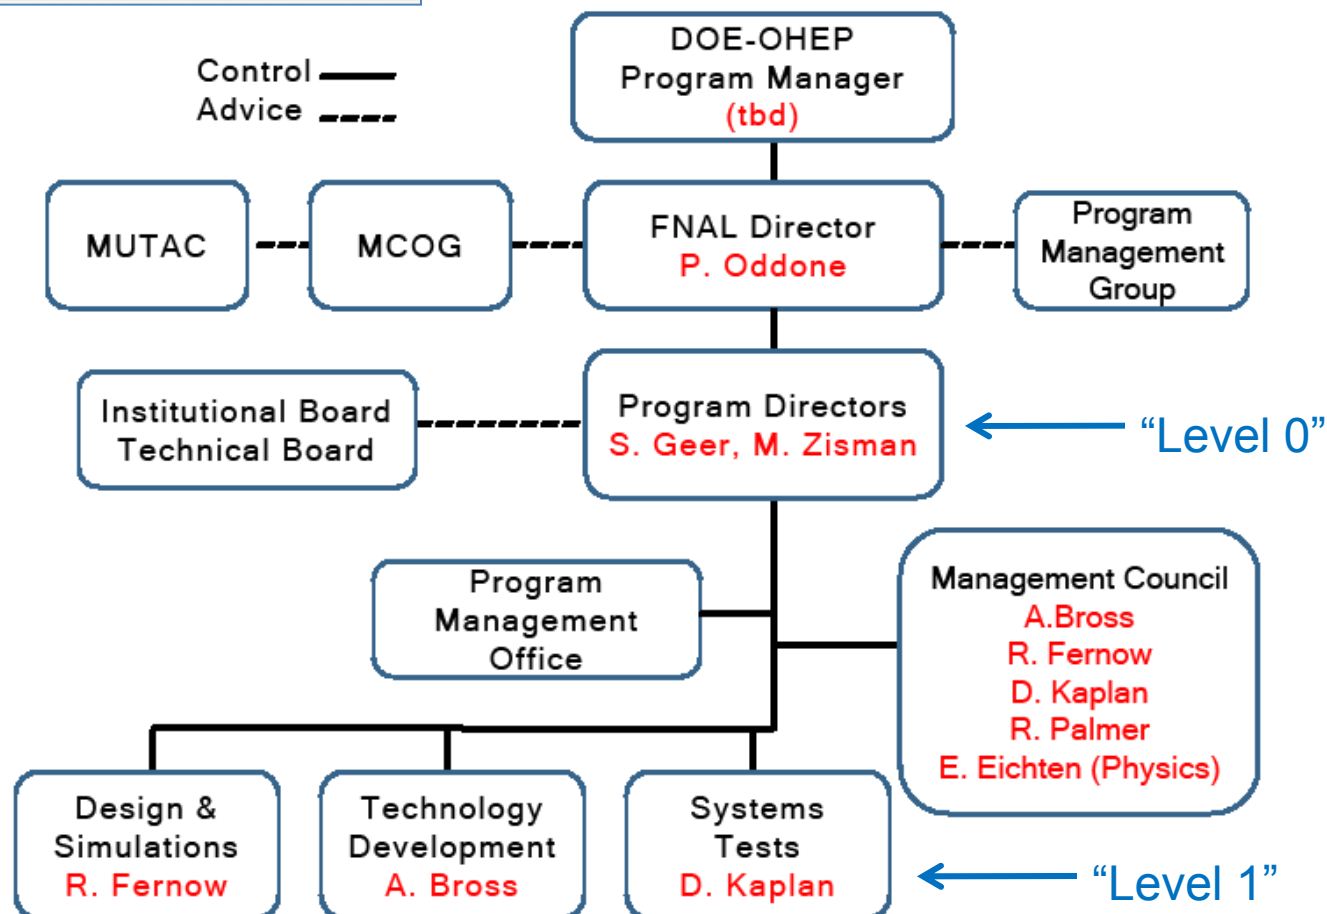 DOE-OHEP
Program Manager
(tbd)
Control
Advice
MUTAC
MCOG
FNAL Director
P. Oddone
Program
Management
Group
Institutional Board
Technical Board
Program Directors
S. Geer, M. Zisman
“Level 0”
Program
Management
Office
Management Council
A.Bross
R. Fernow
D. Kaplan
R. Palmer
E. Eichten (Physics)
Design &
Simulations
R. Fernow
Technology
Development
A. Bross
Systems
Tests
D. Kaplan
“Level 1”